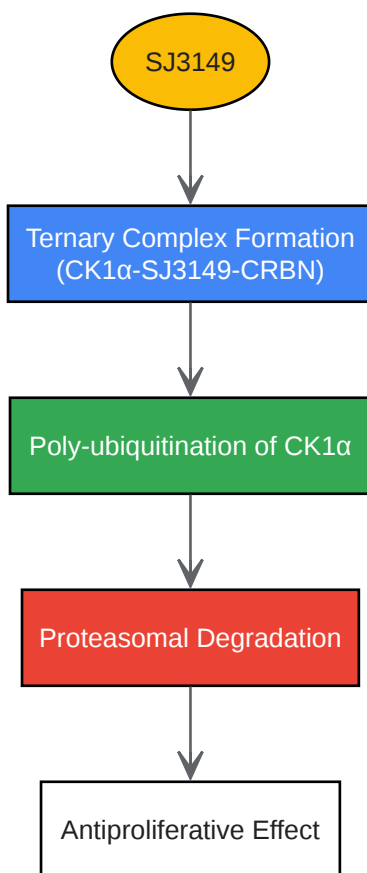 SJ3149
Ternary Complex Formation
(CK1α-SJ3149-CRBN)
Poly-ubiquitination of CK1α
Proteasomal Degradation
Antiproliferative Effect